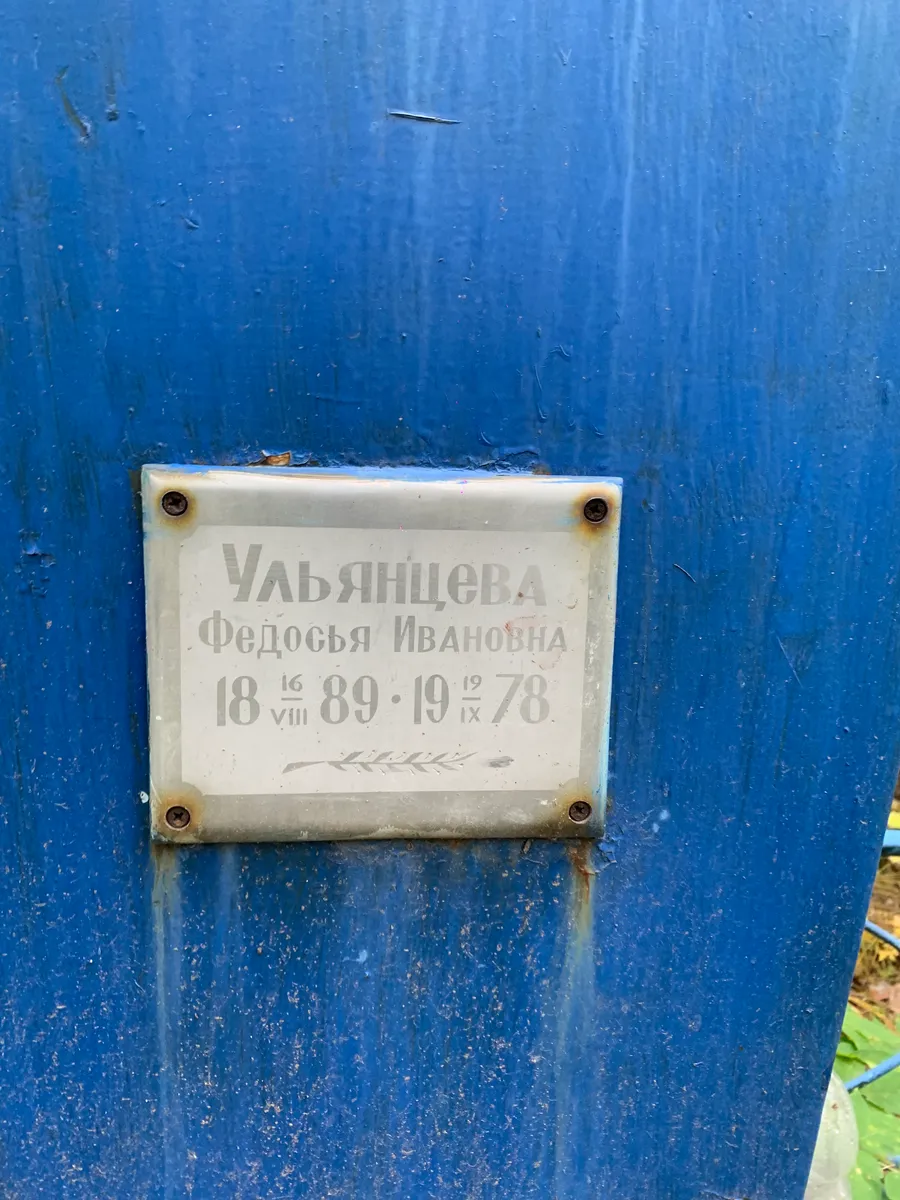 Ульянцева
Федосья Ивановна
18 16/VIII 89 · 19 19/IX 78